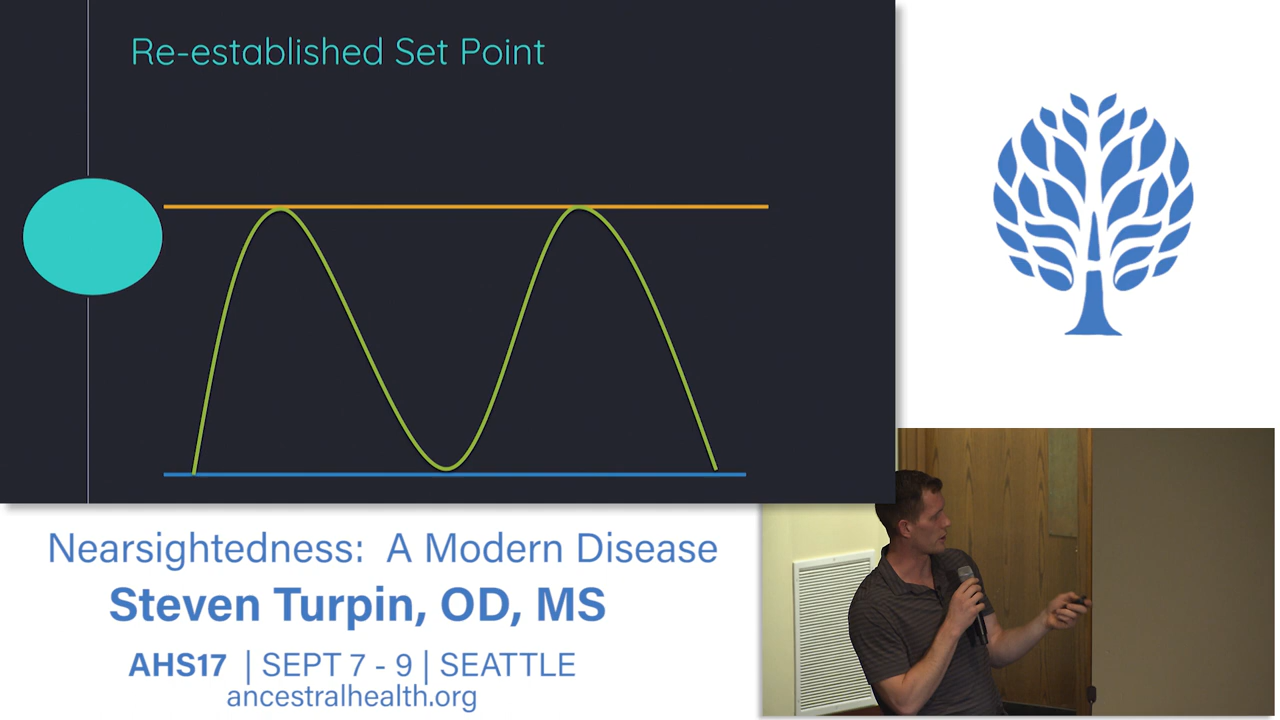 Re-established Set Point
Nearsightedness: A Modern Disease
Steven Turpin, OD, MS
AHS17 | SEPT 7 - 9 | SEATTLE
ancestralhealth.org